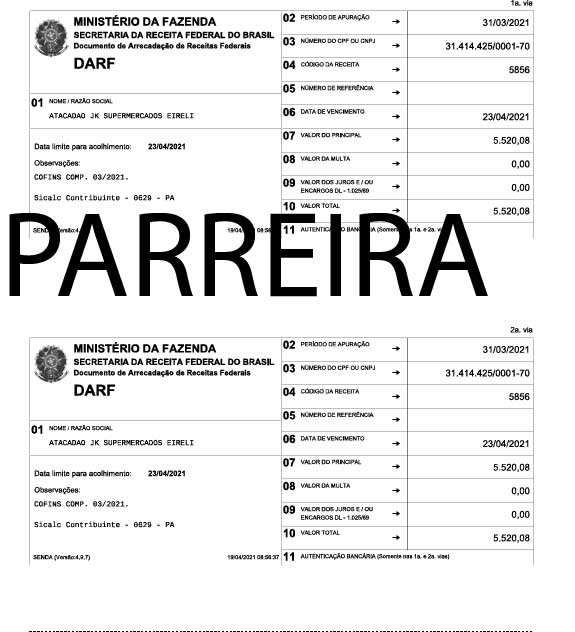 1a. via
MINISTÉRIO DA FAZENDA
SECRETARIA DA RECEITA FEDERAL DO BRASIL
Documento de Arrecadação de Receitas Federais
DARF
01 NOME / RAZÃO SOCIAL
ATACADAO JK SUPERMERCADOS EIRELI
Data limite para acolhimento: 23/04/2021
Observações:
COFINS COMP. 03/2021.
Sicalc Contribuinte - 0629 - PA
02 PERÍODO DE APURAÇÃO → 31/03/2021
03 NÚMERO DO CPF OU CNPJ → 31.414.425/0001-70
04 CÓDIGO DA RECEITA → 5856
05 NÚMERO DE REFERÊNCIA →
06 DATA DE VENCIMENTO → 23/04/2021
07 VALOR DO PRINCIPAL → 5.520,08
08 VALOR DA MULTA → 0,00
09 VALOR DOS JUROS E / OU
ENCARGOS DL - 1.025/69 → 0,00
10 VALOR TOTAL → 5.520,08
11 AUTENTICAÇÃO BANCÁRIA (Somente nas 1a. e 2a. vias)
PARREIRA
2a. via
MINISTÉRIO DA FAZENDA
SECRETARIA DA RECEITA FEDERAL DO BRASIL
Documento de Arrecadação de Receitas Federais
DARF
01 NOME / RAZÃO SOCIAL
ATACADAO JK SUPERMERCADOS EIRELI
Data limite para acolhimento: 23/04/2021
Observações:
COFINS COMP. 03/2021.
Sicalc Contribuinte - 0629 - PA
SENDA (Versão:4.9.7) 19/04/2021 08:56:37
02 PERÍODO DE APURAÇÃO → 31/03/2021
03 NÚMERO DO CPF OU CNPJ → 31.414.425/0001-70
04 CÓDIGO DA RECEITA → 5856
05 NÚMERO DE REFERÊNCIA →
06 DATA DE VENCIMENTO → 23/04/2021
07 VALOR DO PRINCIPAL → 5.520,08
08 VALOR DA MULTA → 0,00
09 VALOR DOS JUROS E / OU
ENCARGOS DL - 1.025/69 → 0,00
10 VALOR TOTAL → 5.520,08
11 AUTENTICAÇÃO BANCÁRIA (Somente nas 1a. e 2a. vias)